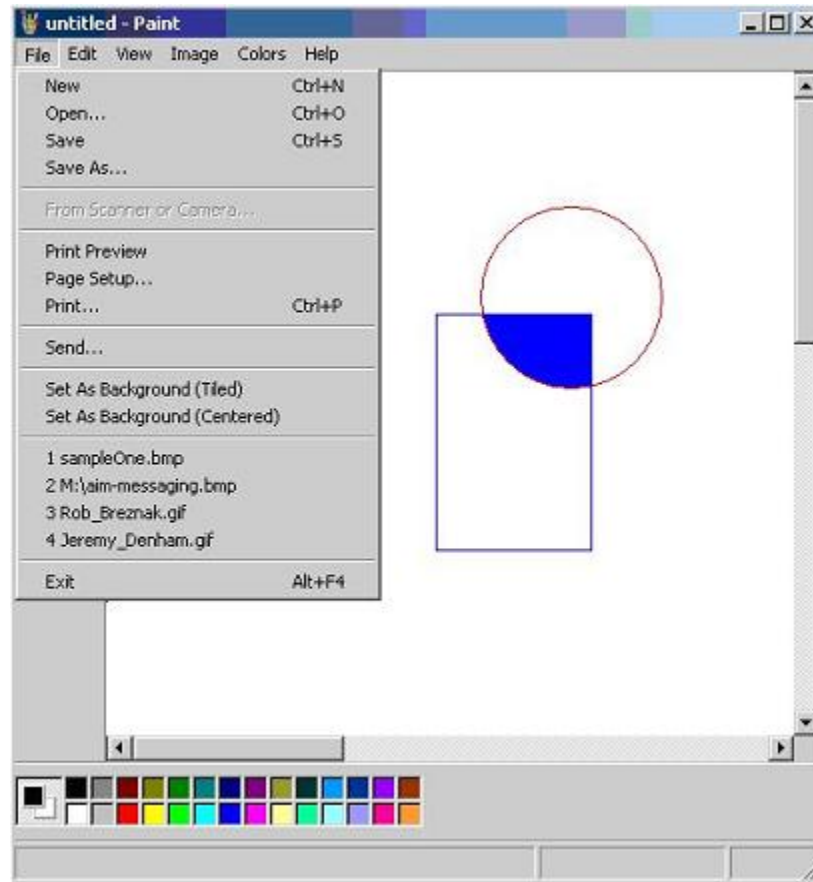 untitled - Paint
File Edit View Image Colors Help
New Ctrl+N
Open... Ctrl+O
Save Ctrl+S
Save As...
From Scanner or Camera...
Print Preview
Page Setup...
Print... Ctrl+P
Send...
Set As Background (Tiled)
Set As Background (Centered)
1 sampleOne.bmp
2 M:\aim-messaging.bmp
3 Rob_Breznak.gif
4 Jeremy_Denham.gif
Exit Alt+F4